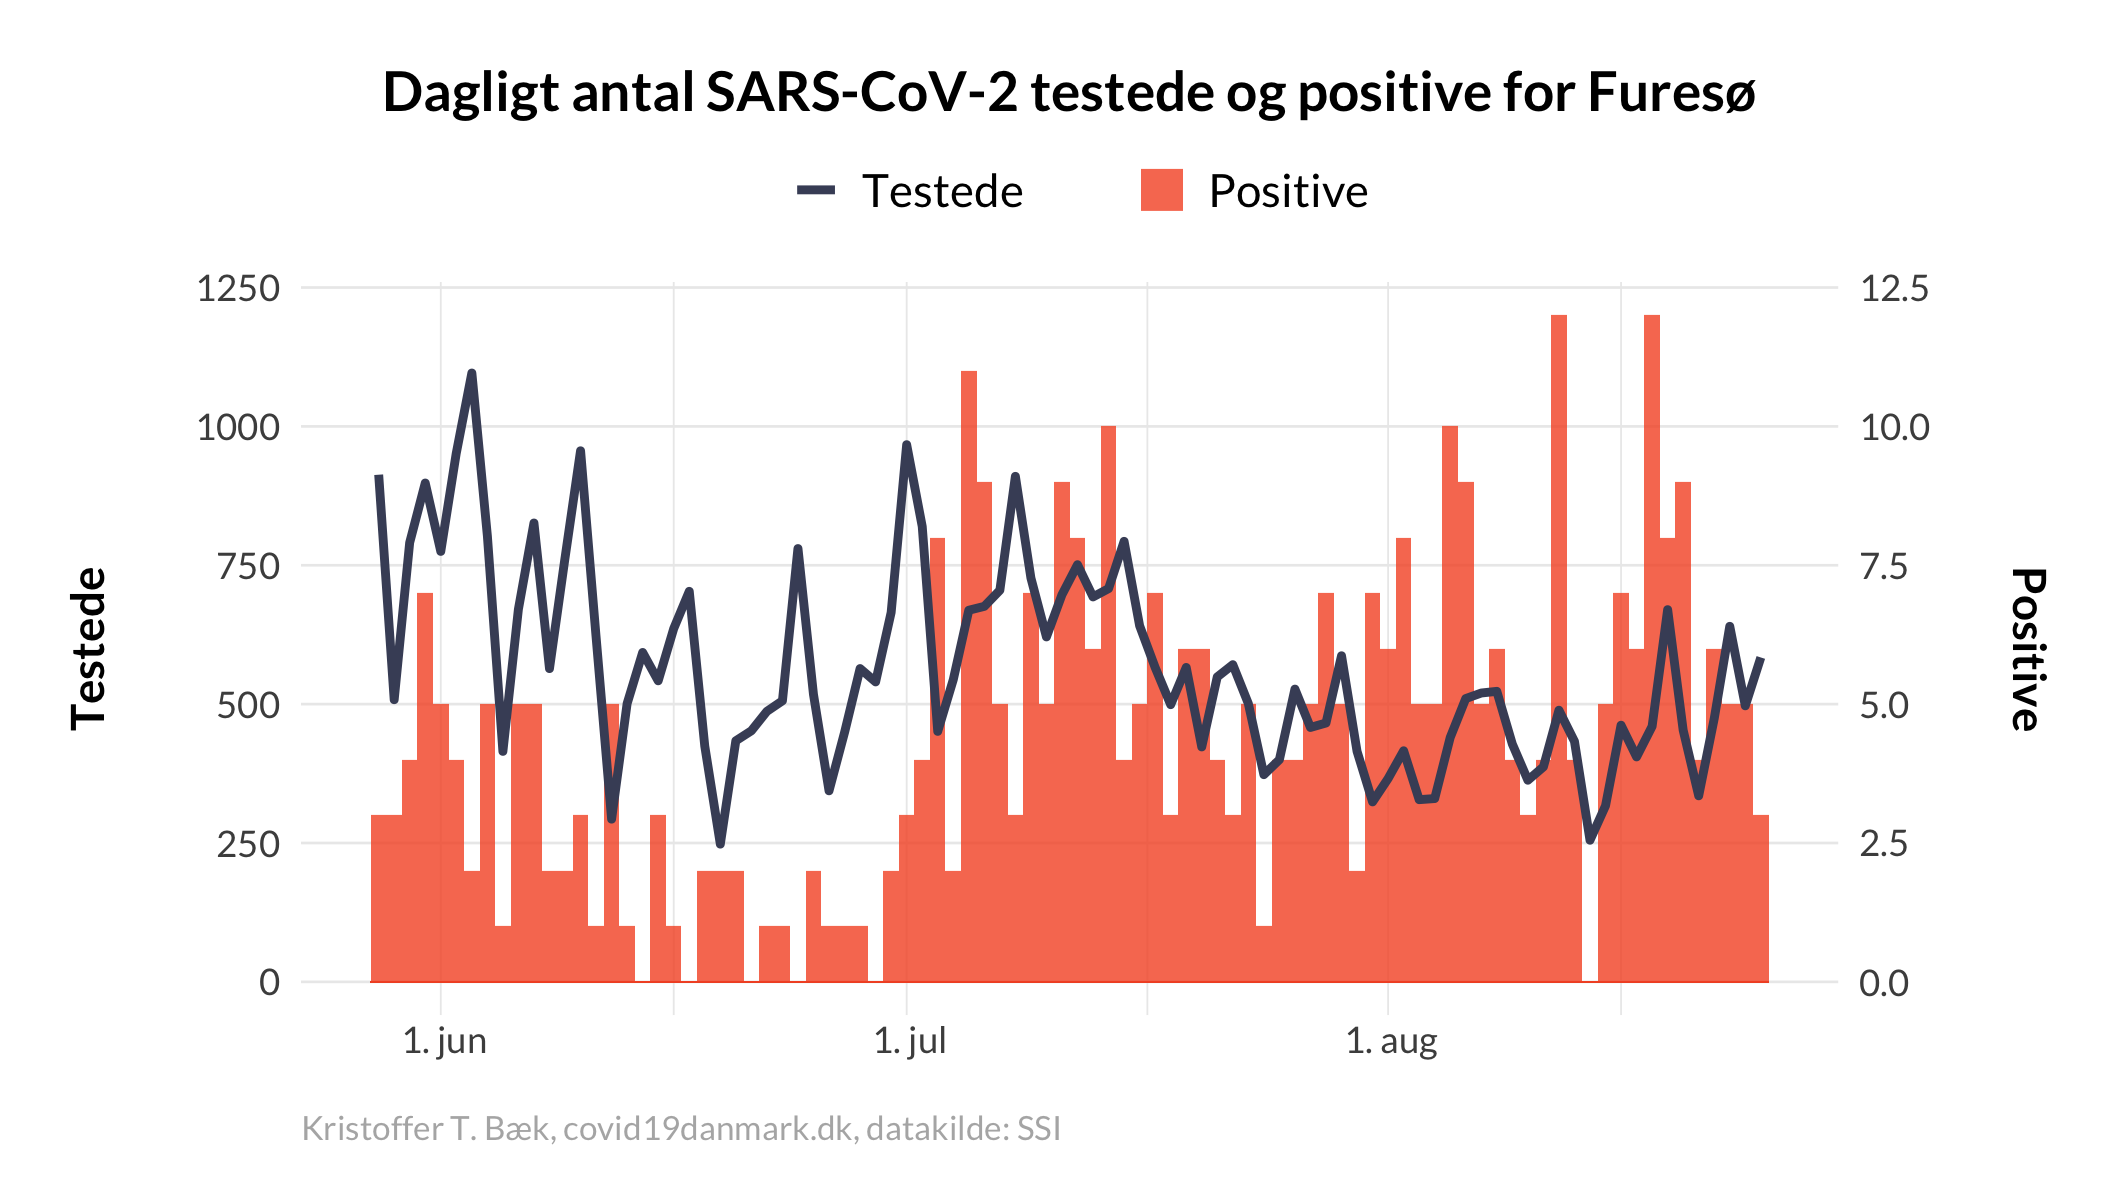 Dagligt antal SARS-CoV-2 testede og positive for Furesø
Testede
Positive
1250
1000
750
500
250
0
Testede
12.5
10.0
7.5
5.0
2.5
0.0
Positive
1. jun
1. jul
1. aug
Kristoffer T. Bæk, covid19danmark.dk, datakilde: SSI